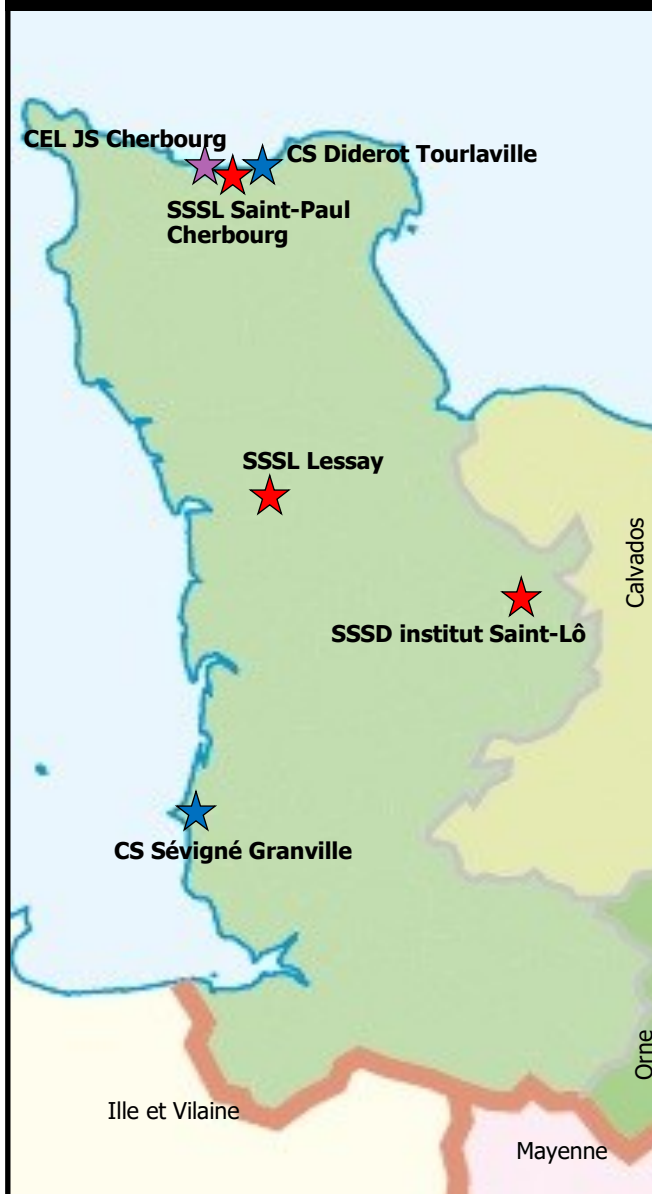 CEL JS Cherbourg
CS Diderot Tourlaville
SSSL Saint-Paul
Cherbourg
SSSL Lessay
Calvados
SSSD institut Saint-Lô
CS Sévigné Granville
Orne
Ille et Vilaine
Mayenne